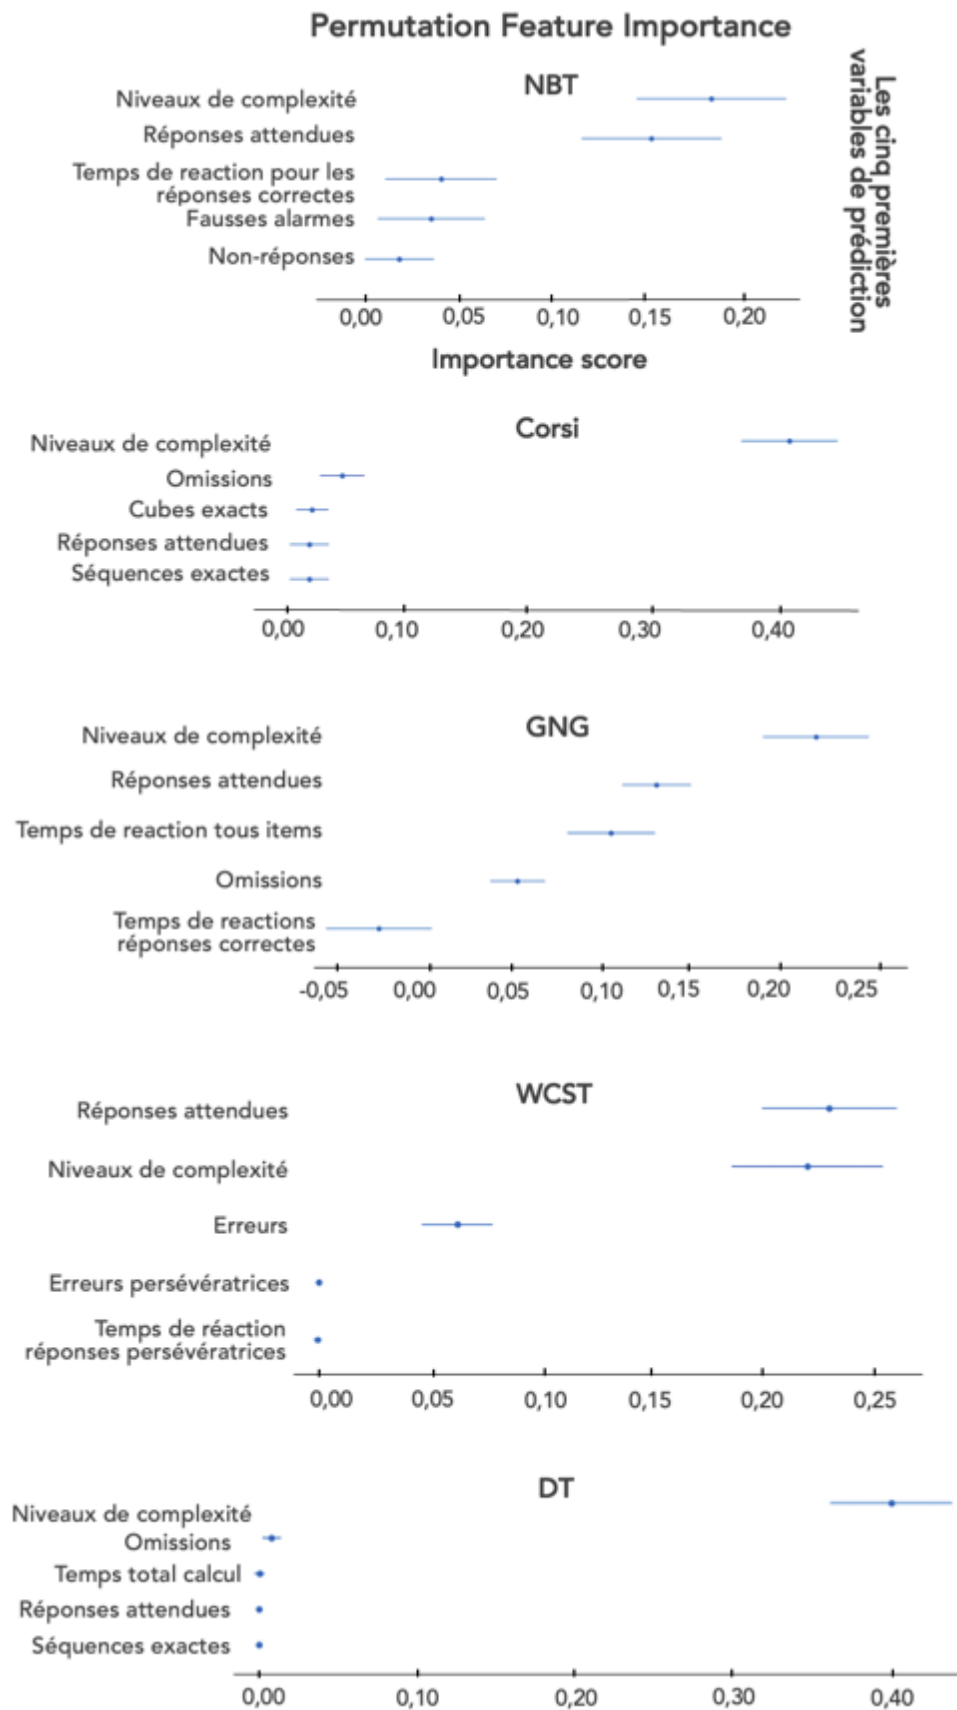 Permutation Feature Importance
Les cinq premières
variables de prédiction
NBT
Niveaux de complexité
Réponses attendues
Temps de reaction pour les
réponses correctes
Fausses alarmes
Non-réponses
0,00 0,05 0,10 0,15 0,20
Importance score
Corsi
Niveaux de complexité
Omissions
Cubes exacts
Réponses attendues
Séquences exactes
0,00 0,10 0,20 0,30 0,40
GNG
Niveaux de complexité
Réponses attendues
Temps de reaction tous items
Omissions
Temps de reactions
réponses correctes
-0,05 0,00 0,05 0,10 0,15 0,20 0,25
WCST
Réponses attendues
Niveaux de complexité
Erreurs
Erreurs persévératrices
Temps de réaction
réponses persévératrices
0,00 0,05 0,10 0,15 0,20 0,25
DT
Niveaux de complexité
Omissions
Temps total calcul
Réponses attendues
Séquences exactes
0,00 0,10 0,20 0,30 0,40